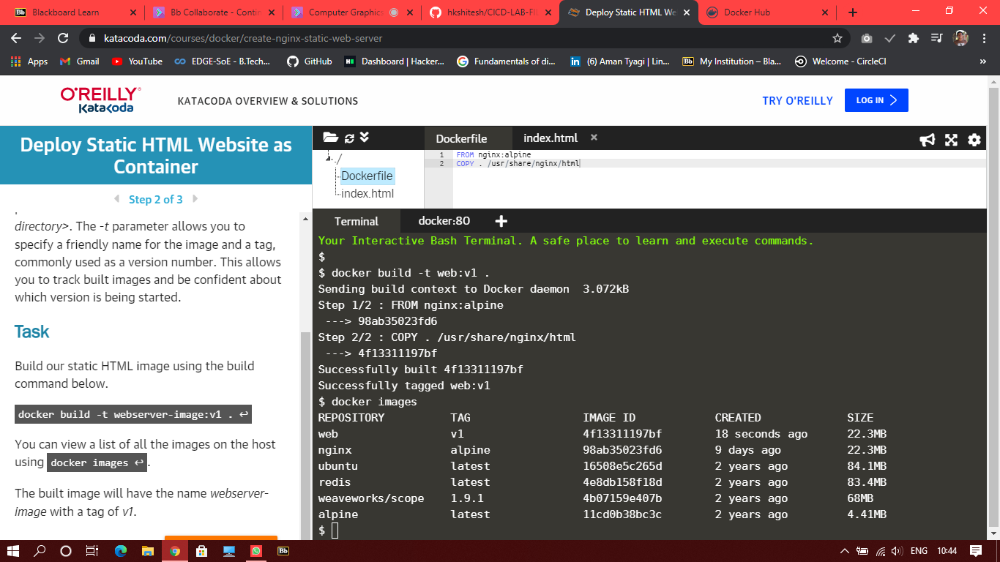 Blackboard Learn
Bb Collaborate - Contin
Computer Graphics
hkshitesh/CICD-LAB-FIL
Deploy Static HTML We
Docker Hub
katacoda.com/courses/docker/create-nginx-static-web-server
Apps
Gmail
YouTube
EDGE-SoE - B.Tech...
GitHub
Dashboard | Hacker...
Fundamentals of di...
(6) Aman Tyagi | Lin...
My Institution – Bla...
Welcome - CircleCI
»
O'REILLY
Katacoda
KATACODA OVERVIEW & SOLUTIONS
TRY O'REILLY
LOG IN
Deploy Static HTML Website as
Container
Step 2 of 3
directory>. The -t parameter allows you to
specify a friendly name for the image and a tag,
commonly used as a version number. This allows
you to track built images and be confident about
which version is being started.
Task
Build our static HTML image using the build
command below.
docker build -t webserver-image:v1 . ↩
You can view a list of all the images on the host
using docker images ↩.
The built image will have the name webserver-
image with a tag of v1.
./
Dockerfile
index.html
Dockerfile
index.html ×
1 FROM nginx:alpine
2 COPY . /usr/share/nginx/html
Terminal
docker:80
Your Interactive Bash Terminal. A safe place to learn and execute commands.
$
$ docker build -t web:v1 .
Sending build context to Docker daemon  3.072kB
Step 1/2 : FROM nginx:alpine
 ---> 98ab35023fd6
Step 2/2 : COPY . /usr/share/nginx/html
 ---> 4f13311197bf
Successfully built 4f13311197bf
Successfully tagged web:v1
$ docker images
REPOSITORY          TAG                 IMAGE ID            CREATED             SIZE
web                 v1                  4f13311197bf        18 seconds ago      22.3MB
nginx               alpine              98ab35023fd6        9 days ago          22.3MB
ubuntu              latest              16508e5c265d        2 years ago         84.1MB
redis               latest              4e8db158f18d        2 years ago         83.4MB
weaveworks/scope    1.9.1               4b07159e407b        2 years ago         68MB
alpine              latest              11cd0b38bc3c        2 years ago         4.41MB
$
ENG
10:44